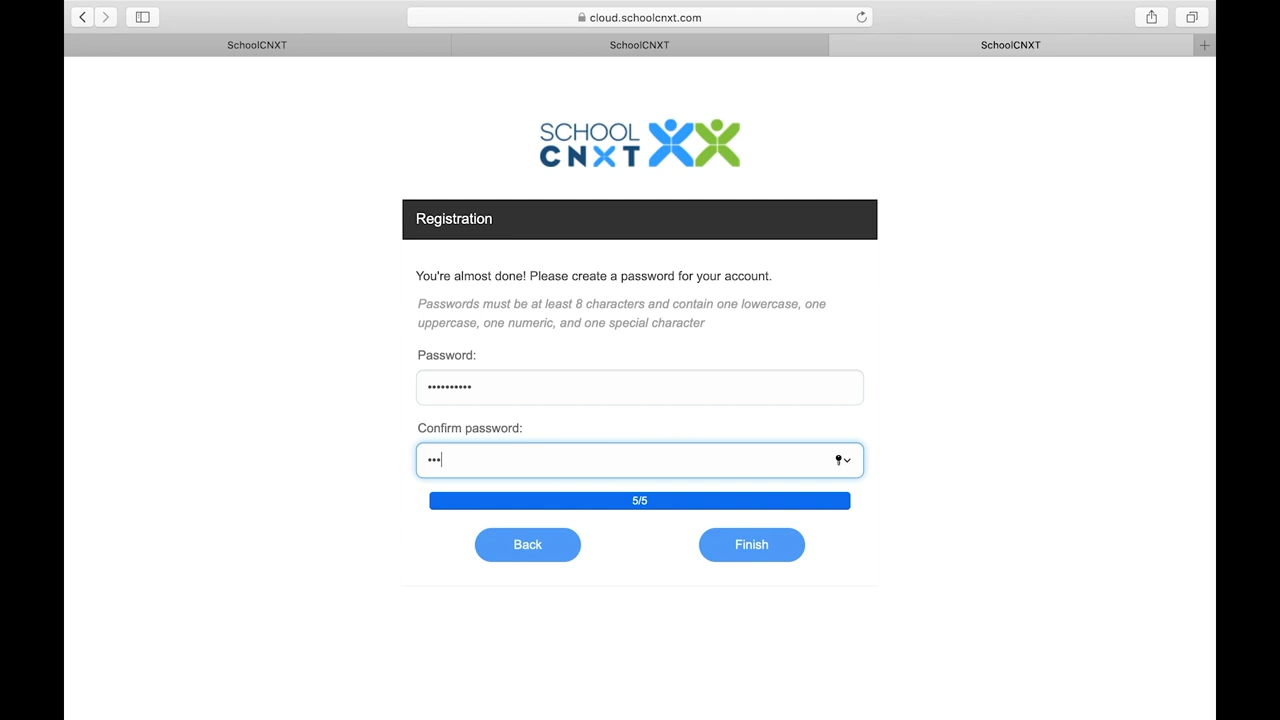 cloud.schoolcnxt.com
SchoolCNXT
SchoolCNXT
SchoolCNXT
SCHOOL
CNXT
Registration
You're almost done! Please create a password for your account.
Passwords must be at least 8 characters and contain one lowercase, one
uppercase, one numeric, and one special character
Password:
••••••••••
Confirm password:
•••
5/5
Back
Finish